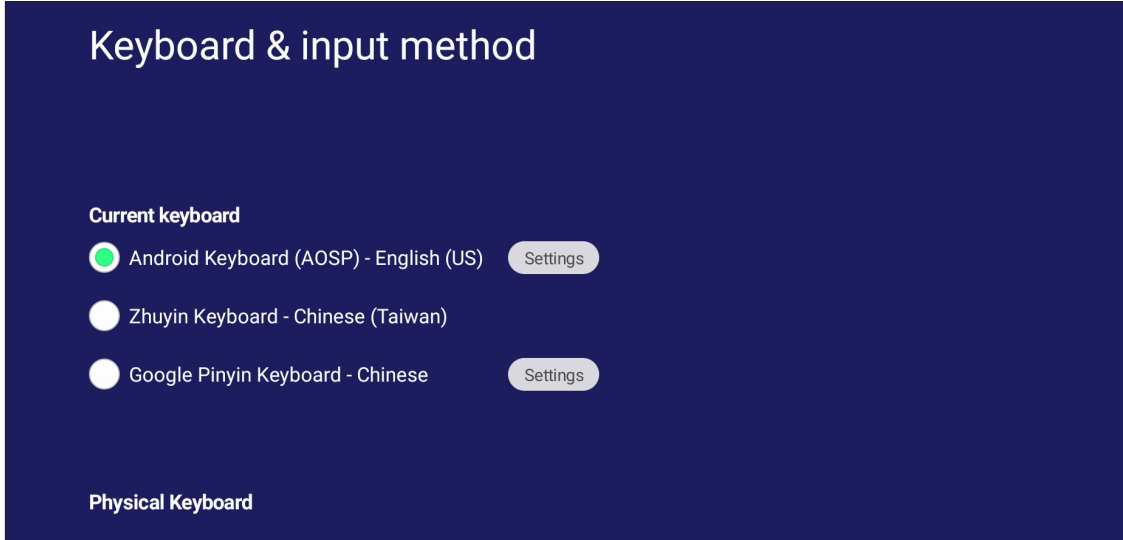 Keyboard & input method
Current keyboard
Android Keyboard (AOSP) - English (US) Settings
Zhuyin Keyboard - Chinese (Taiwan)
Google Pinyin Keyboard - Chinese Settings
Physical Keyboard